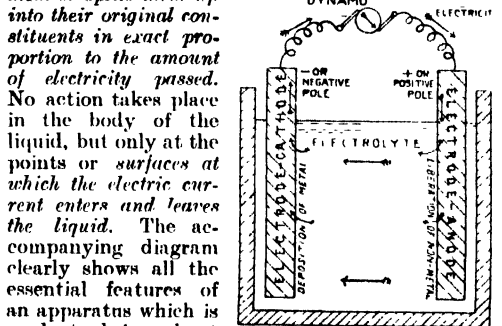 into their original con-
stituents in exact pro-
portion to the amount
of electricity passed.
No action takes place
in the body of the
liquid, but only at the
points or surfaces at
which the electric cur-
rent enters and leaves
the liquid. The ac-
companying diagram
clearly shows all the
essential features of
an apparatus which is
DYNAMO
ELECTRICIT
— OR
NEGATIVE
POLE
+ OR
POSITIVE
POLE
ELECTROLYTE
ELECTRODE-CATHODE
DEPOSITION OF METAL
LIBERATION OF NON-METAL
ELECTRODE-ANODE